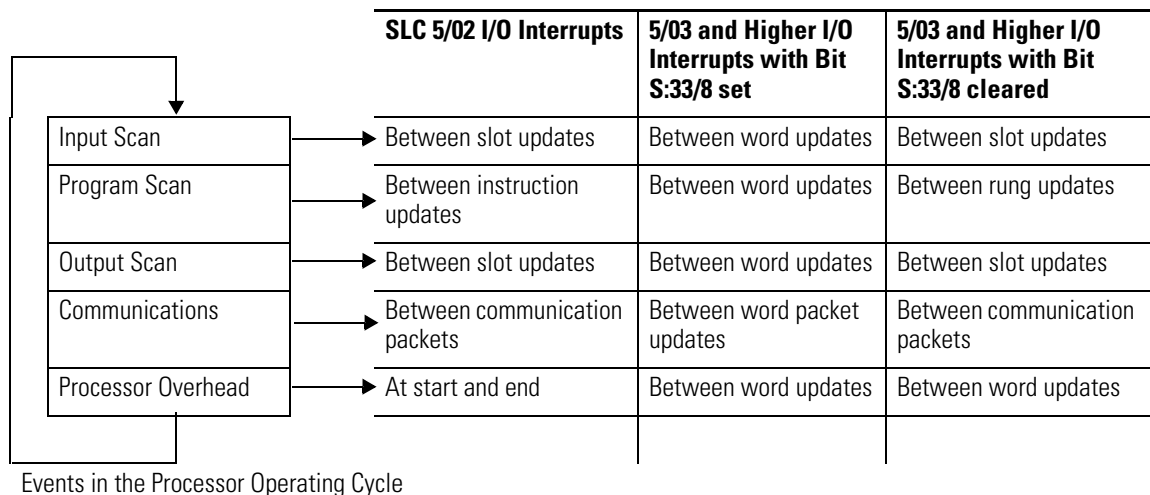 SLC 5/02 I/O Interrupts
5/03 and Higher I/O
Interrupts with Bit
S:33/8 set
5/03 and Higher I/O
Interrupts with Bit
S:33/8 cleared
Input Scan
Between slot updates
Between word updates
Between slot updates
Program Scan
Between instruction
updates
Between word updates
Between rung updates
Output Scan
Between slot updates
Between word updates
Between slot updates
Communications
Between communication
packets
Between word packet
updates
Between communication
packets
Processor Overhead
At start and end
Between word updates
Between word updates
Events in the Processor Operating Cycle